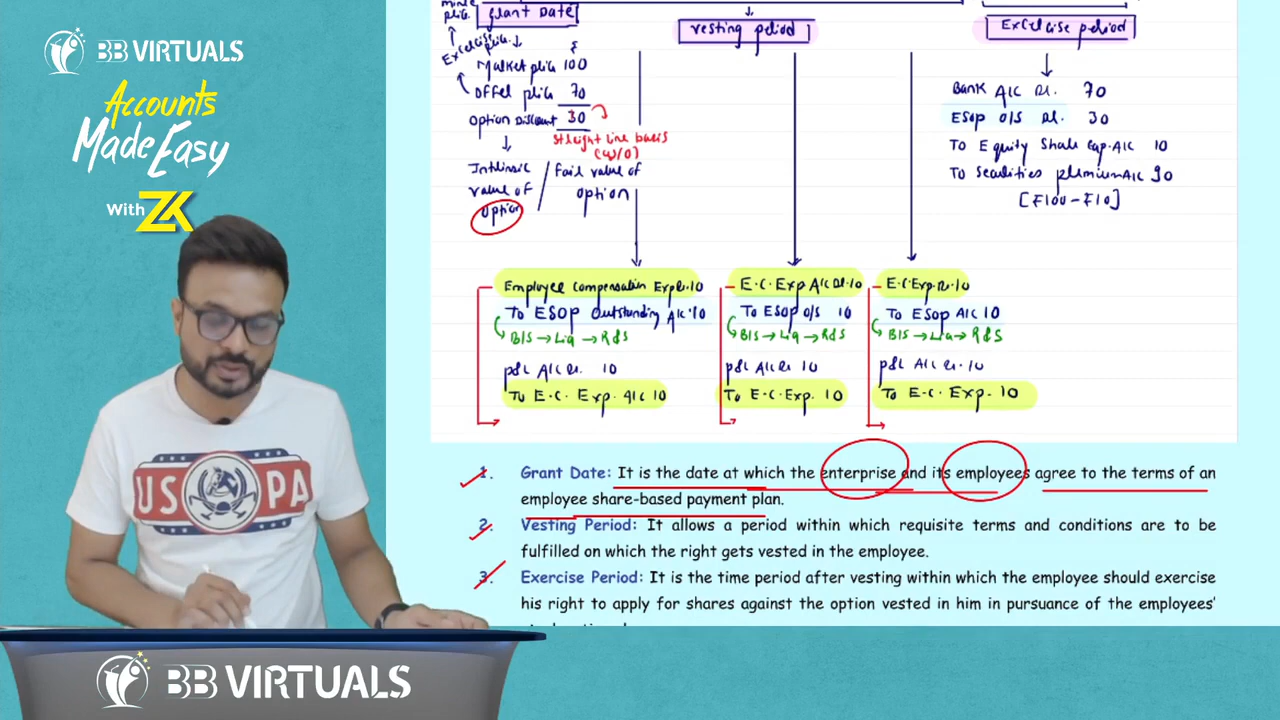 BB VIRTUALS
Accounts
Made Easy
With ZK
US PA
BB VIRTUALS
Grant Date
Vesting period
Exercise period
Exercise price
₹
Market price 100
offer price 70
option Discount 30
straight line basis
(w/o)
Intrinsic value of option / Fair value of option
Bank A/C Dr. 70
ESOP O/S Dr. 30
To Equity Share Cap. A/C 10
To Securities premium A/C 90
[₹100 - ₹10]
Employee compensation Exp Dr. 10
To ESOP Outstanding A/C 10
B/S → Liq → R&S
P&L A/C Dr. 10
To E.C. Exp. A/C 10
E.C. Exp A/C Dr. 10
To ESOP O/S 10
B/S → Liq → R&S
P&L A/C Dr 10
To E.C. Exp. 10
E.C. Exp. Dr. 10
To ESOP A/C 10
B/S → Liq → R&S
P&L A/C Dr. 10
To E.C. Exp. 10
1. Grant Date: It is the date at which the enterprise and its employees agree to the terms of an
employee share-based payment plan.
2. Vesting Period: It allows a period within which requisite terms and conditions are to be
fulfilled on which the right gets vested in the employee.
3. Exercise Period: It is the time period after vesting within which the employee should exercise
his right to apply for shares against the option vested in him in pursuance of the employees'